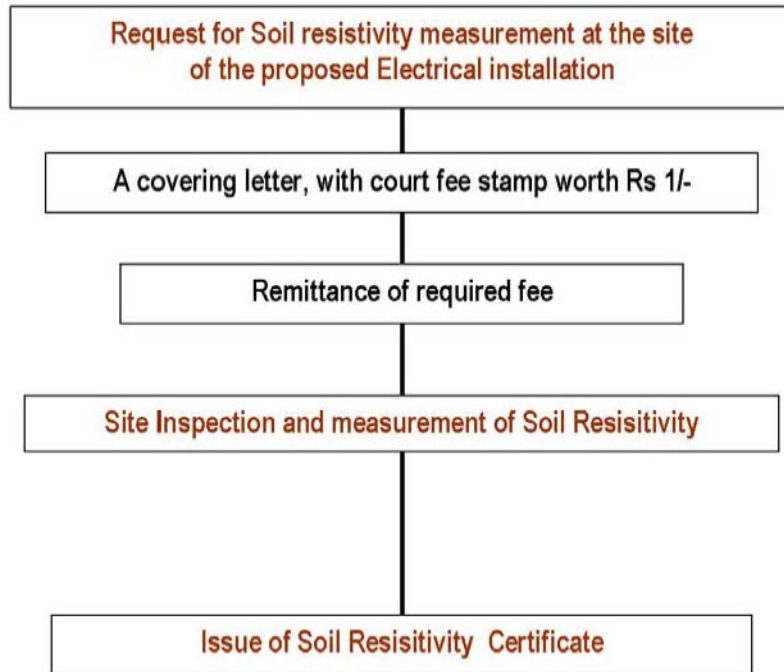 Request for Soil resistivity measurement at the site
of the proposed Electrical installation
A covering letter, with court fee stamp worth Rs 1/-
Remittance of required fee
Site Inspection and measurement of Soil Resisitivity
Issue of Soil Resisitivity Certificate